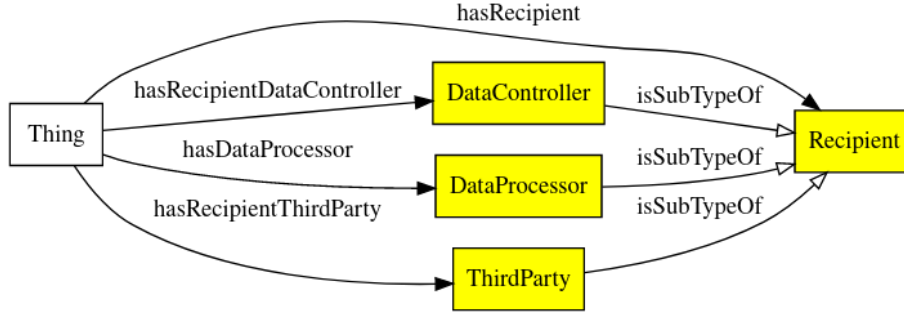 hasRecipient
hasRecipientDataController
DataController
isSubTypeOf
Thing
hasDataProcessor
DataProcessor
isSubTypeOf
Recipient
hasRecipientThirdParty
isSubTypeOf
ThirdParty